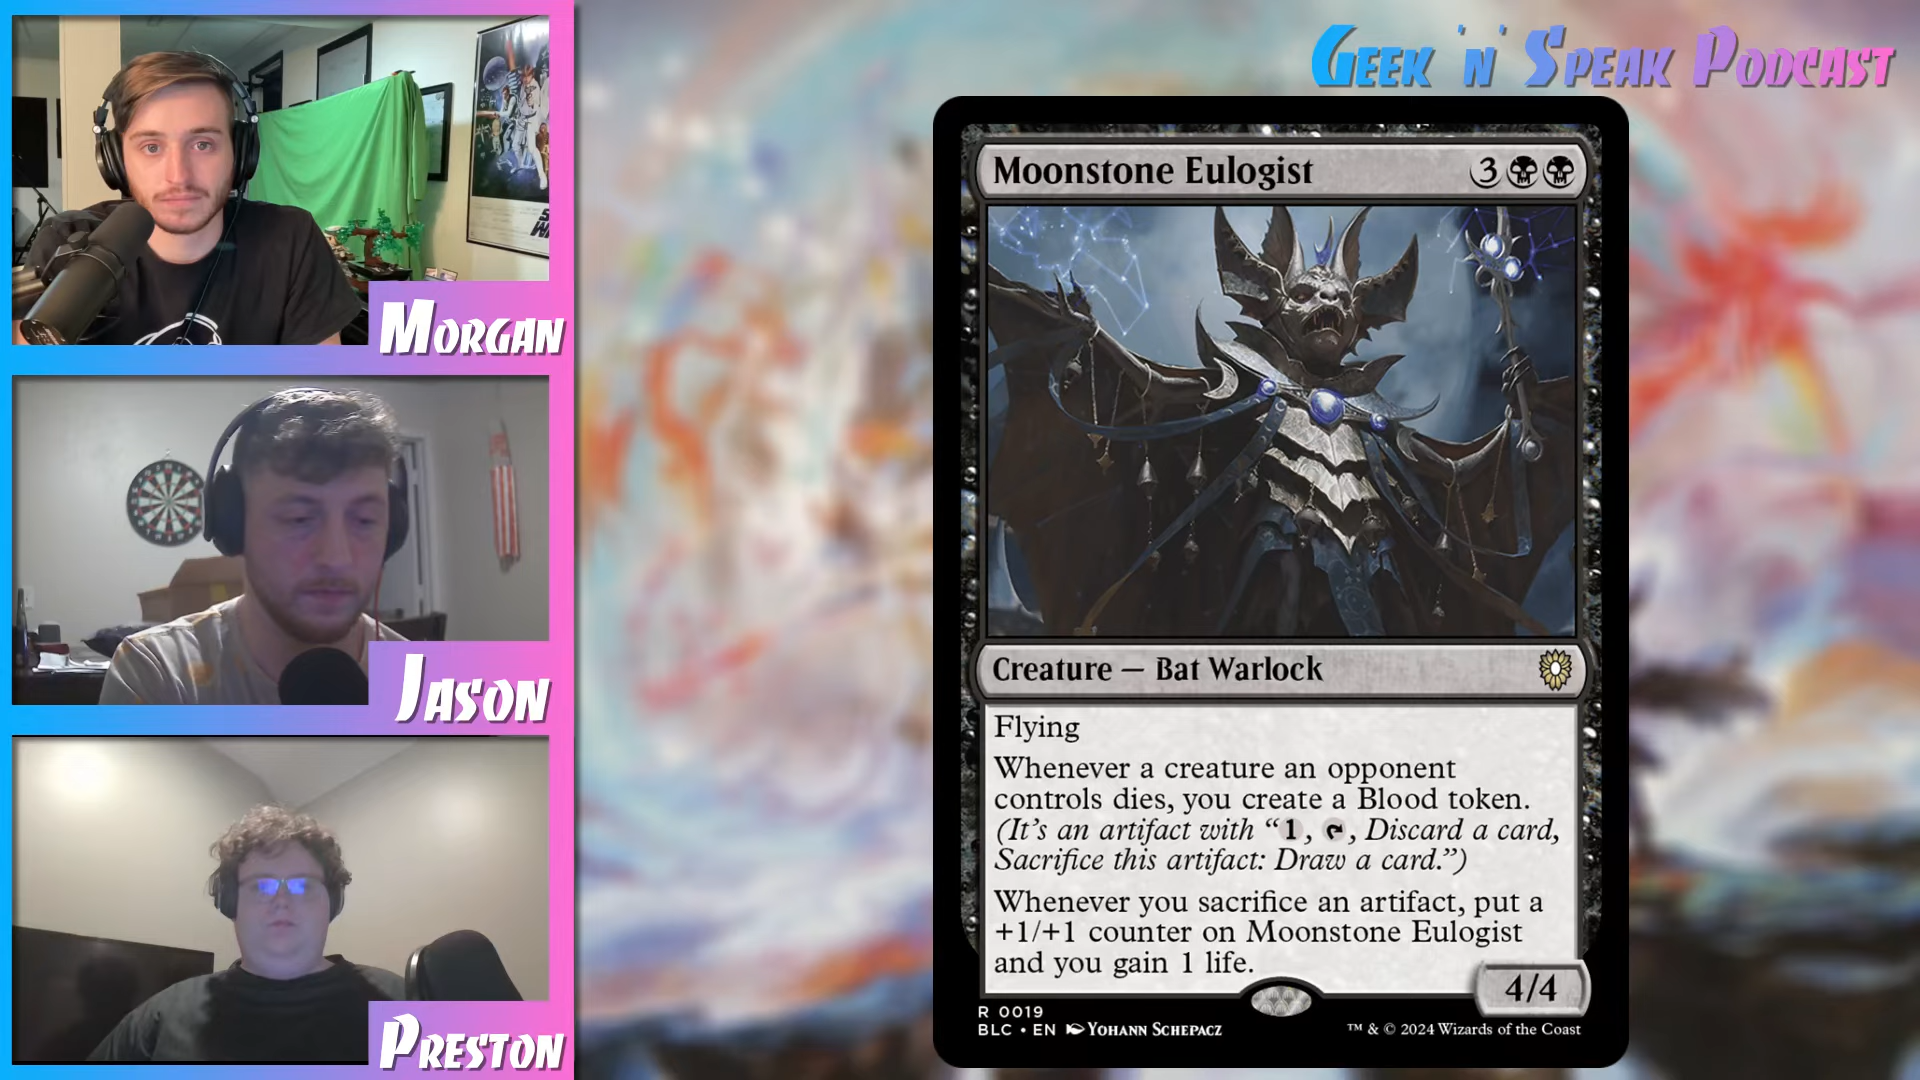 Geek 'n' Speak Podcast
Morgan
Jason
Preston
Moonstone Eulogist 3
Creature — Bat Warlock
Flying
Whenever a creature an opponent
controls dies, you create a Blood token.
(It's an artifact with “1, , Discard a card,
Sacrifice this artifact: Draw a card.”)
Whenever you sacrifice an artifact, put a
+1/+1 counter on Moonstone Eulogist
and you gain 1 life.
4/4
R 0019
BLC • EN Yohann Schepacz
™ & © 2024 Wizards of the Coast